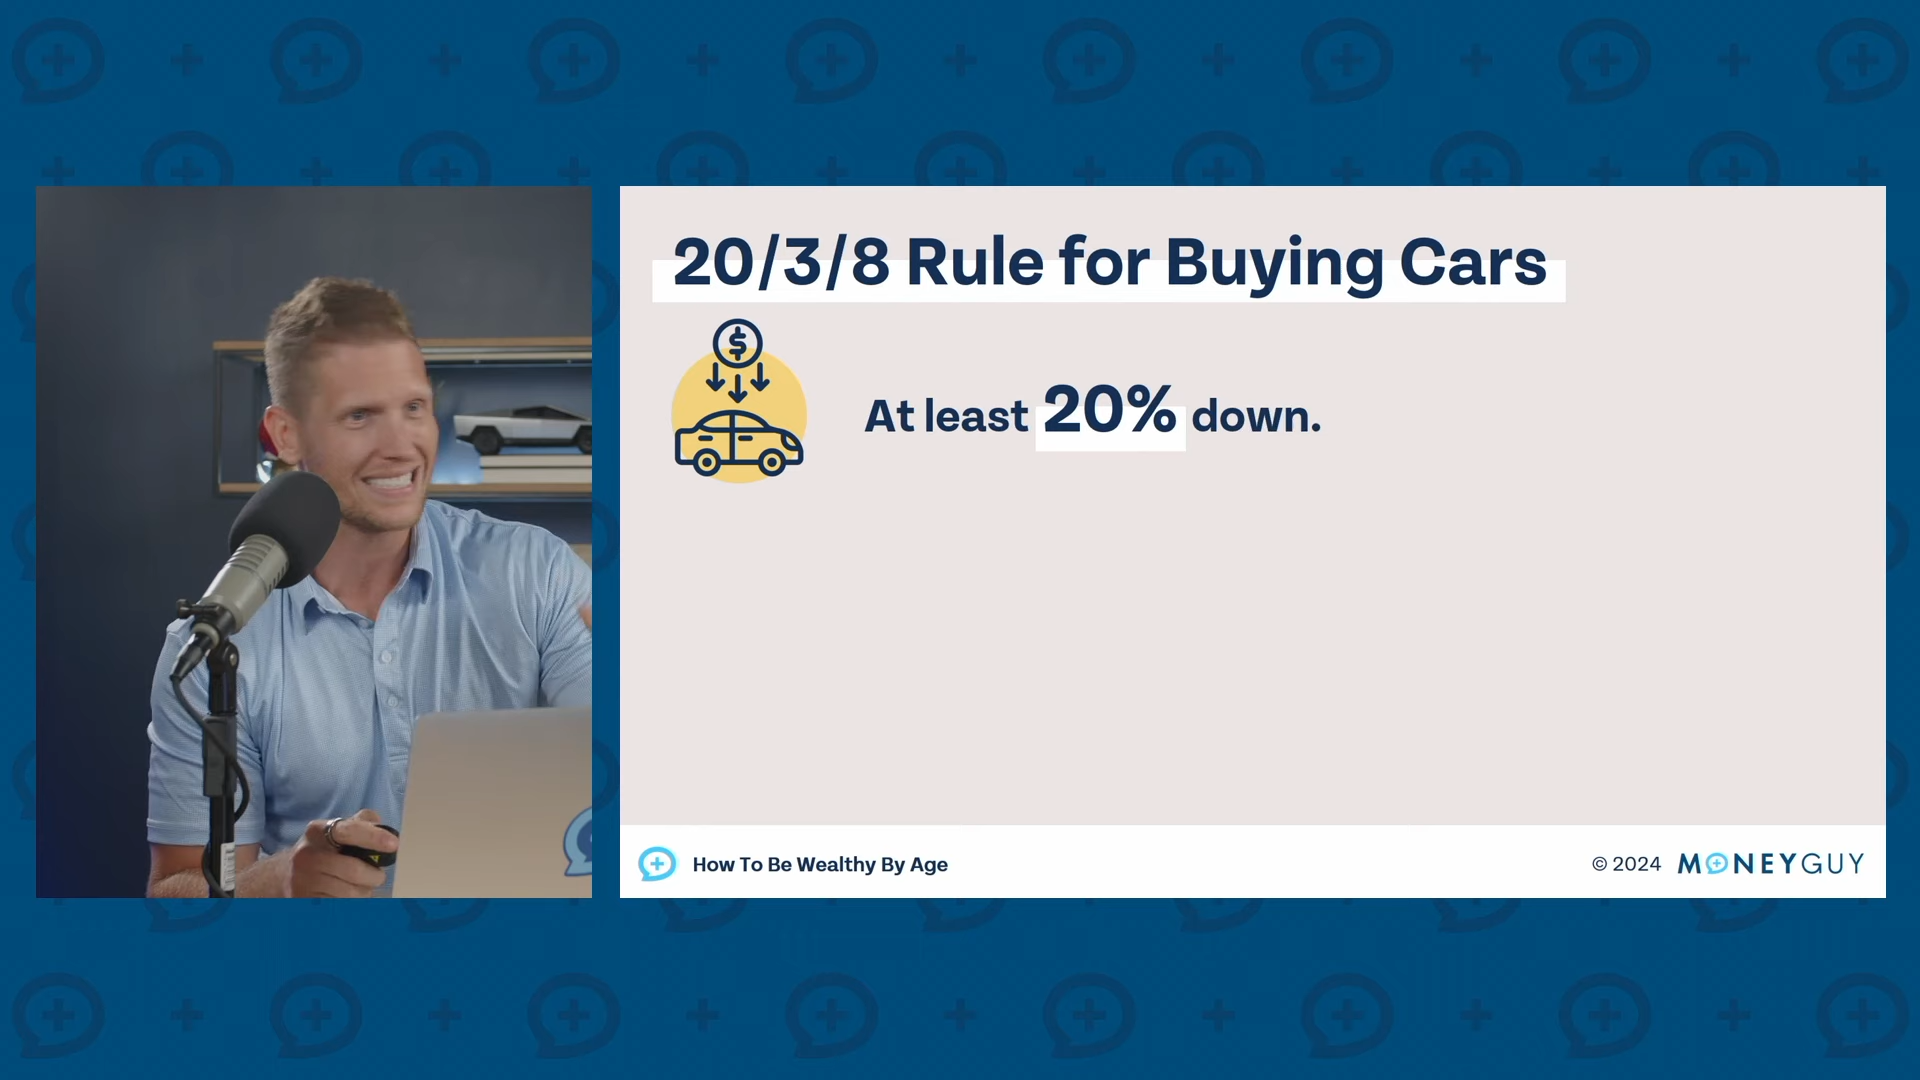 20/3/8 Rule for Buying Cars
$
At least 20% down.
How To Be Wealthy By Age
© 2024 MONEYGUY